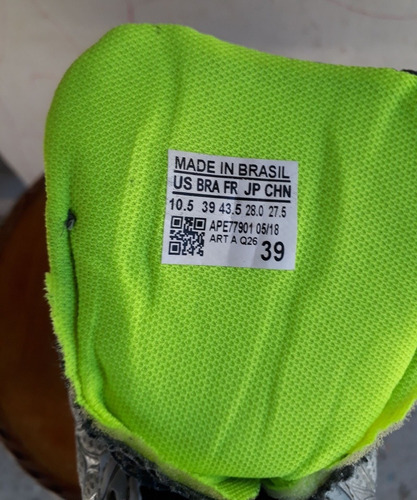 MADE IN BRASIL
US BRA FR JP CHN
10.5 39 43.5 28.0 27.5
APE77901 05/18
ART A Q26 39